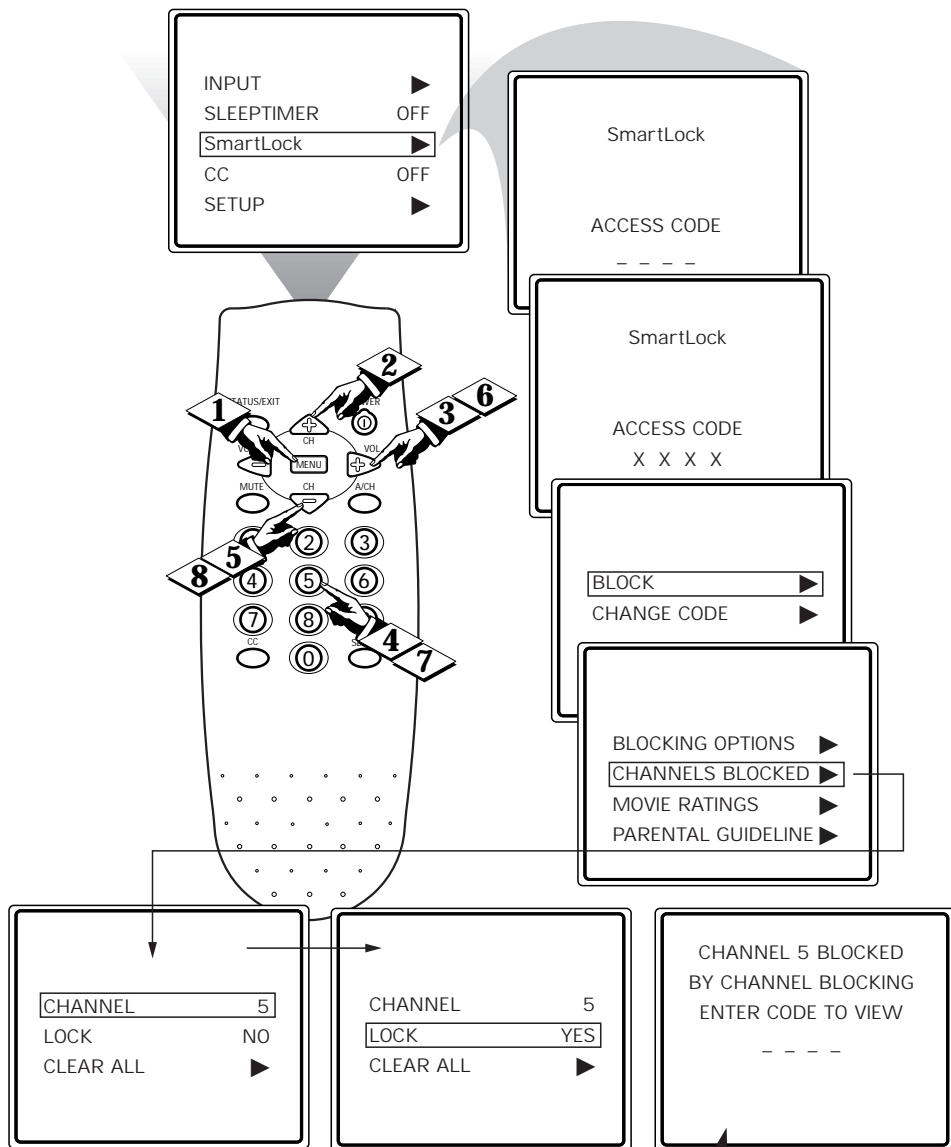 INPUT ▶
SLEEPTIMER OFF
SmartLock ▶
CC OFF
SETUP ▶
SmartLock
ACCESS CODE
_ _ _ _
SmartLock
ACCESS CODE
X X X X
BLOCK ▶
CHANGE CODE ▶
BLOCKING OPTIONS ▶
CHANNELS BLOCKED ▶
MOVIE RATINGS ▶
PARENTAL GUIDELINE ▶
2
1
3 6
CH
VOL
MENU
MUTE CH A/CH
2 3
8 5
4 5 6
7 8
4
7
CC
0
CHANNEL 5
LOCK NO
CLEAR ALL ▶
CHANNEL 5
LOCK YES
CLEAR ALL ▶
CHANNEL 5 BLOCKED
BY CHANNEL BLOCKING
ENTER CODE TO VIEW
_ _ _ _